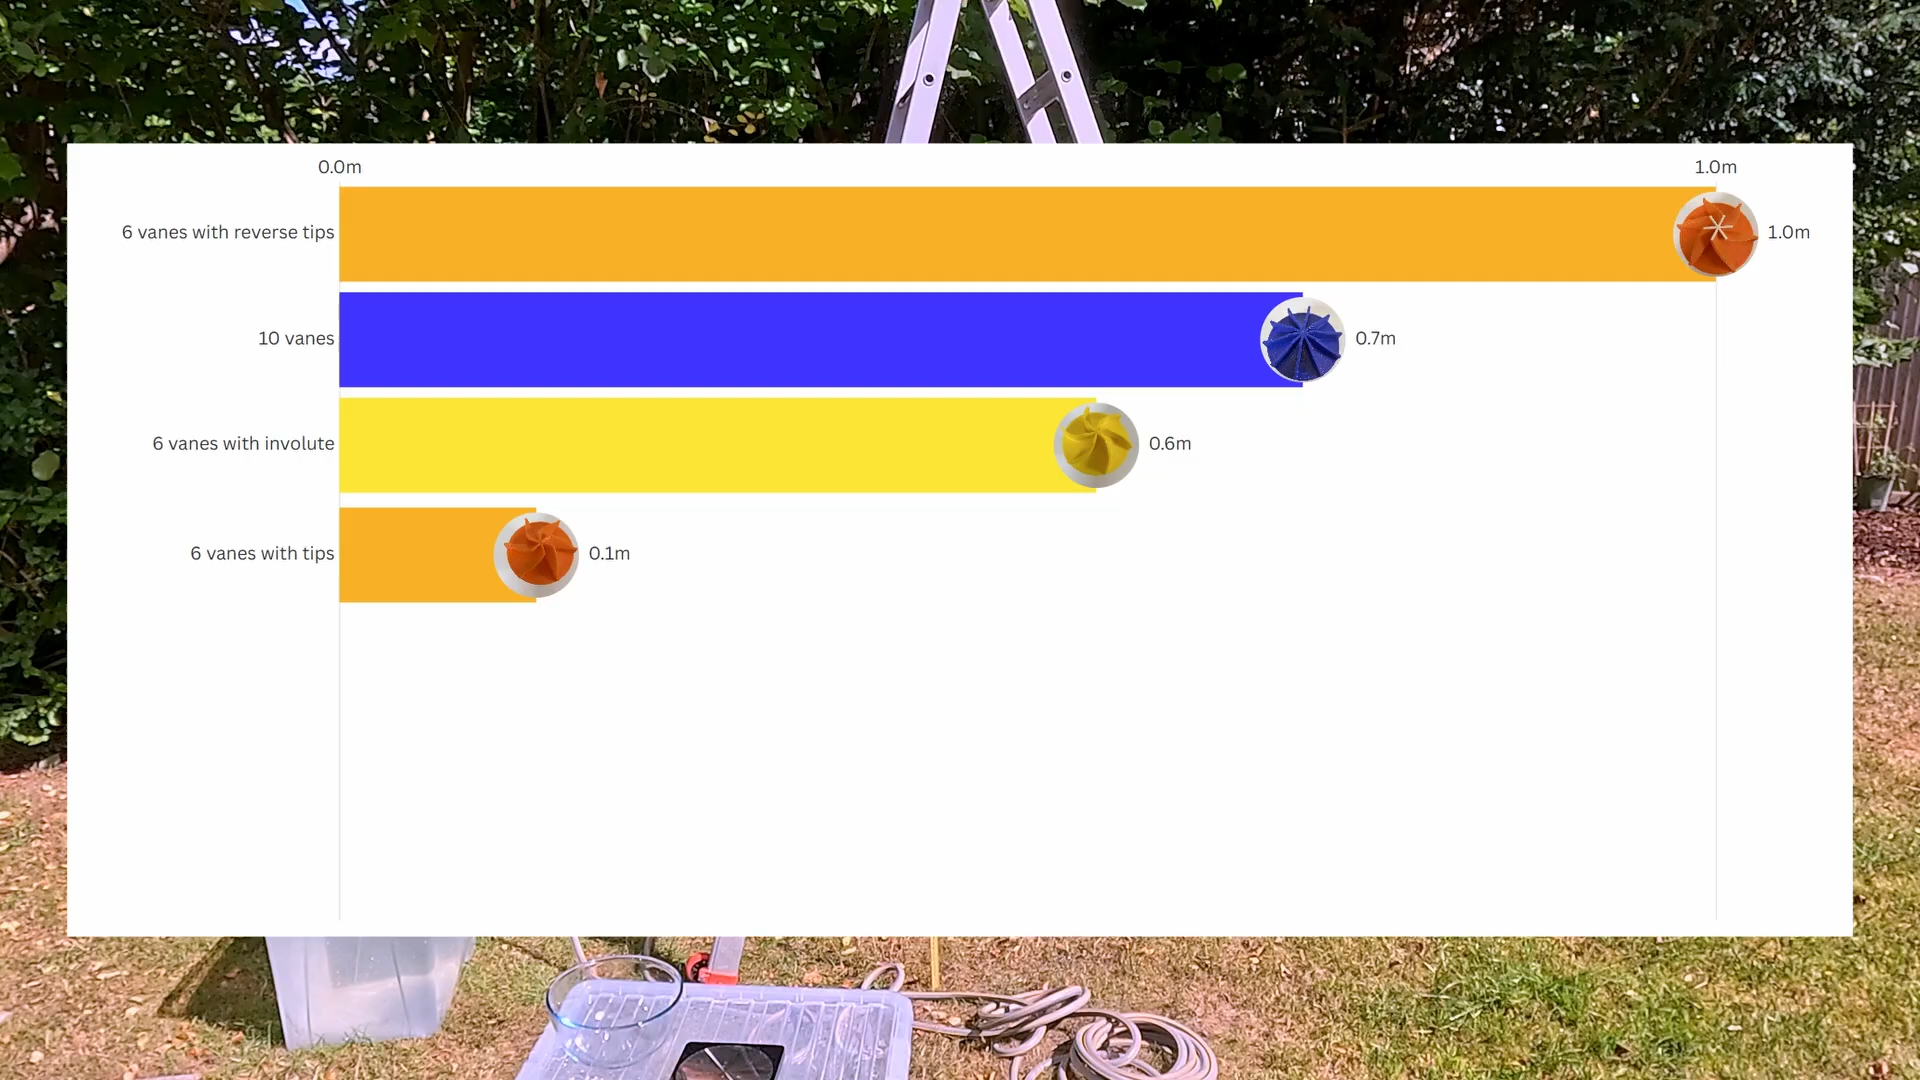 0.0m 1.0m
6 vanes with reverse tips 1.0m
10 vanes 0.7m
6 vanes with involute 0.6m
6 vanes with tips 0.1m